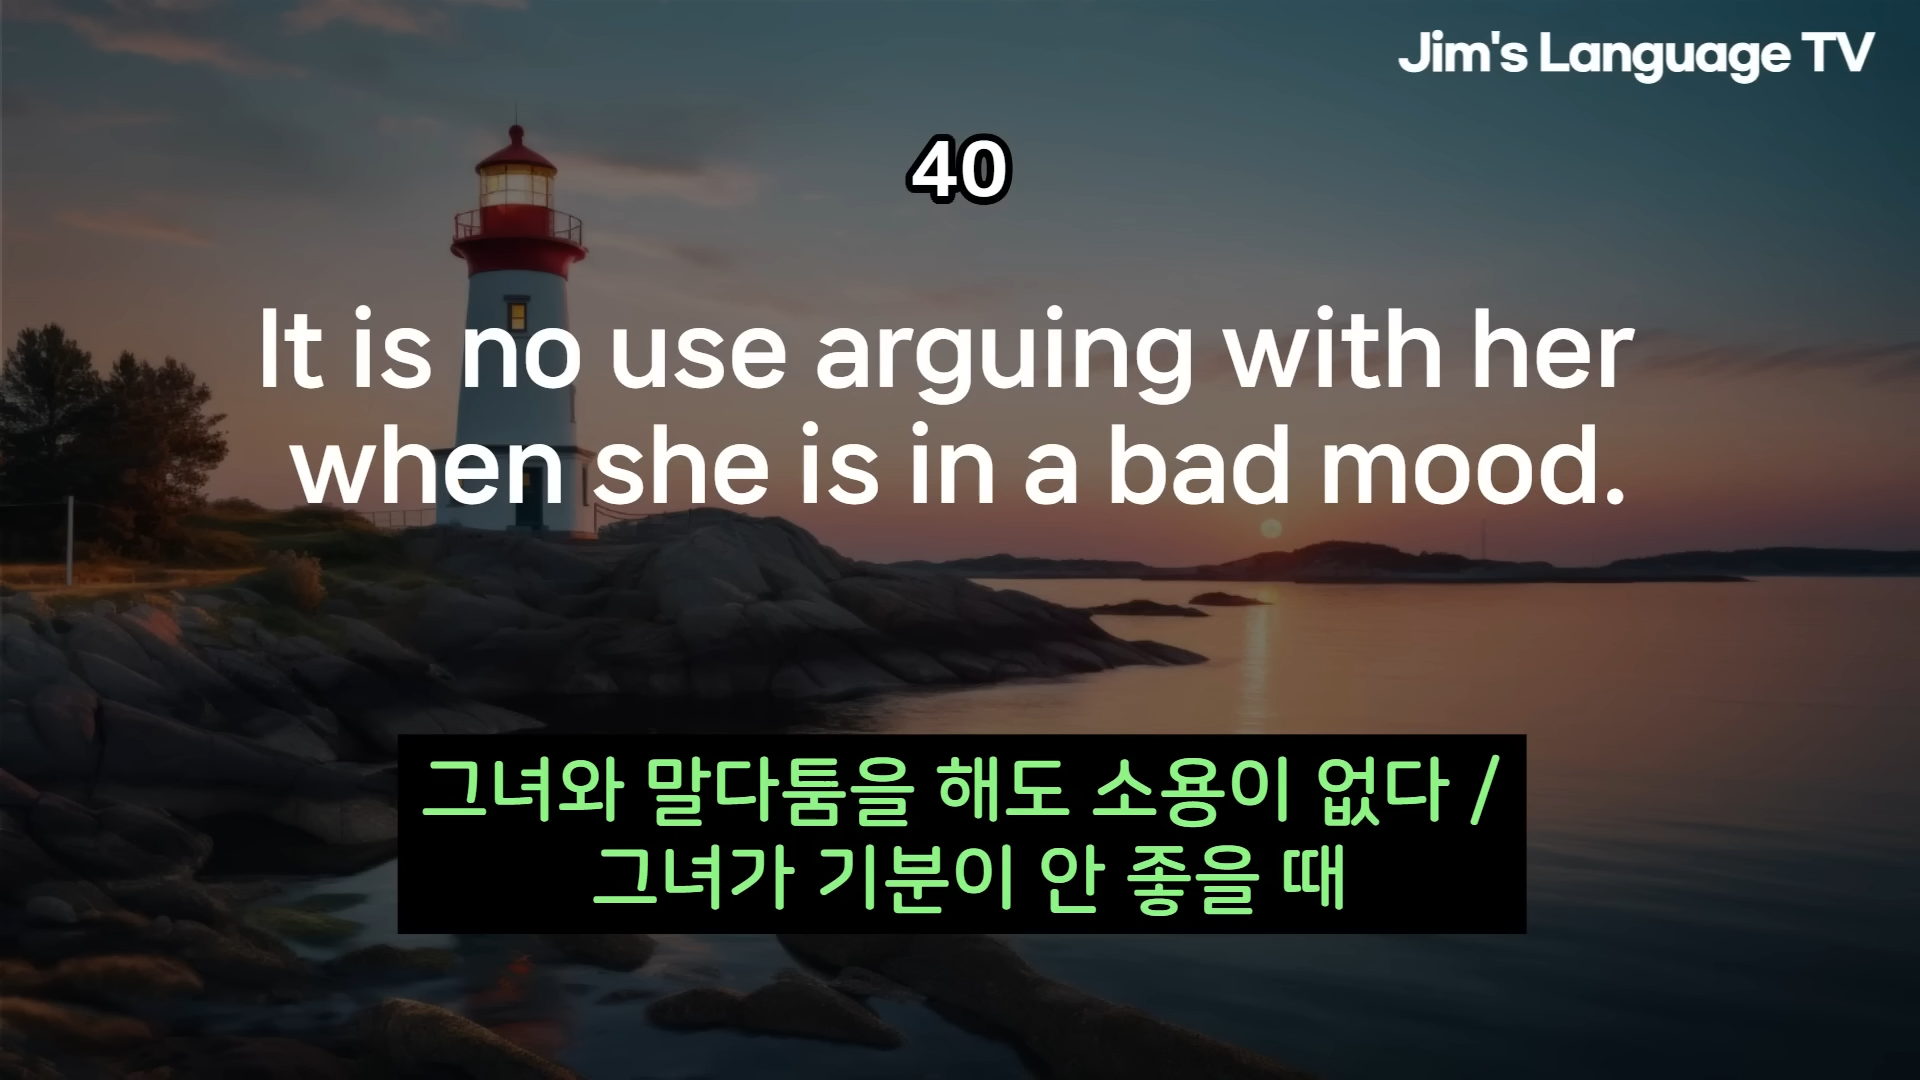 Jim's Language TV
40
It is no use arguing with her
when she is in a bad mood.
그녀와 말다툼을 해도 소용이 없다 /
그녀가 기분이 안 좋을 때